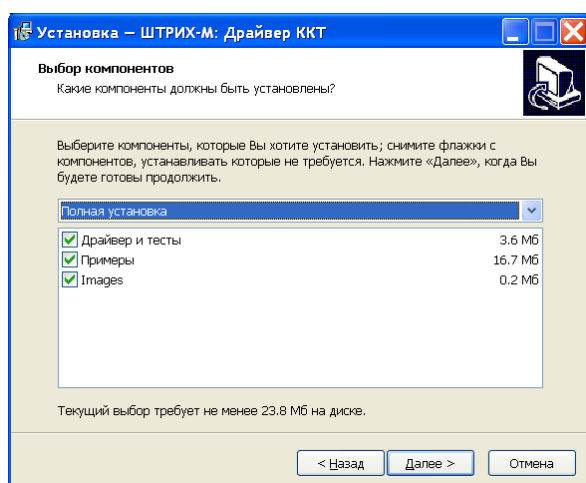 Установка — ШТРИХ-М: Драйвер ККТ
Выбор компонентов
Какие компоненты должны быть установлены?
Выберите компоненты, которые Вы хотите установить; снимите флажки с
компонентов, устанавливать которые не требуется. Нажмите «Далее», когда Вы
будете готовы продолжить.
Полная установка
Драйвер и тесты 3.6 Мб
Примеры 16.7 Мб
Images 0.2 Мб
Текущий выбор требует не менее 23.8 Мб на диске.
< Назад Далее > Отмена